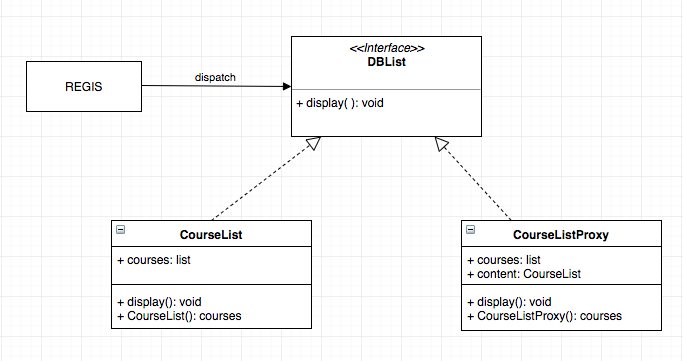 <<Interface>>
DBList
dispatch
REGIS
+ display( ): void
CourseList
+ courses: list
+ display(): void
+ CourseList(): courses
CourseListProxy
+ courses: list
+ content: CourseList
+ display(): void
+ CourseListProxy(): courses